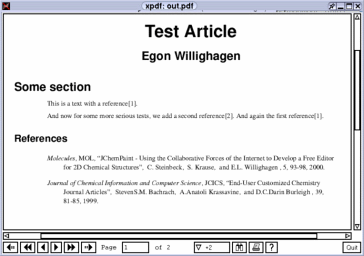 xpdf: out.pdf
Test Article
Egon Willighagen
Some section
This is a text with a reference[1].
And now for some more serious tests, we add a second reference[2]. And again the first reference[1].
References
Molecules, MOL, “JChemPaint - Using the Collaborative Forces of the Internet to Develop a Free Editor
for 2D Chemical Structures”, C. Steinbeck, S. Krause, and E.L. Willighagen , 5, 93-98, 2000.
Journal of Chemical Information and Computer Science, JCICS, “End-User Customized Chemistry
Journal Articles”, StevenS.M. Bachrach, A.Anatoli Krassavine, and D.C.Darin Burleigh , 39,
81-85, 1999.
Page 1 of 2 +2 ? Quit